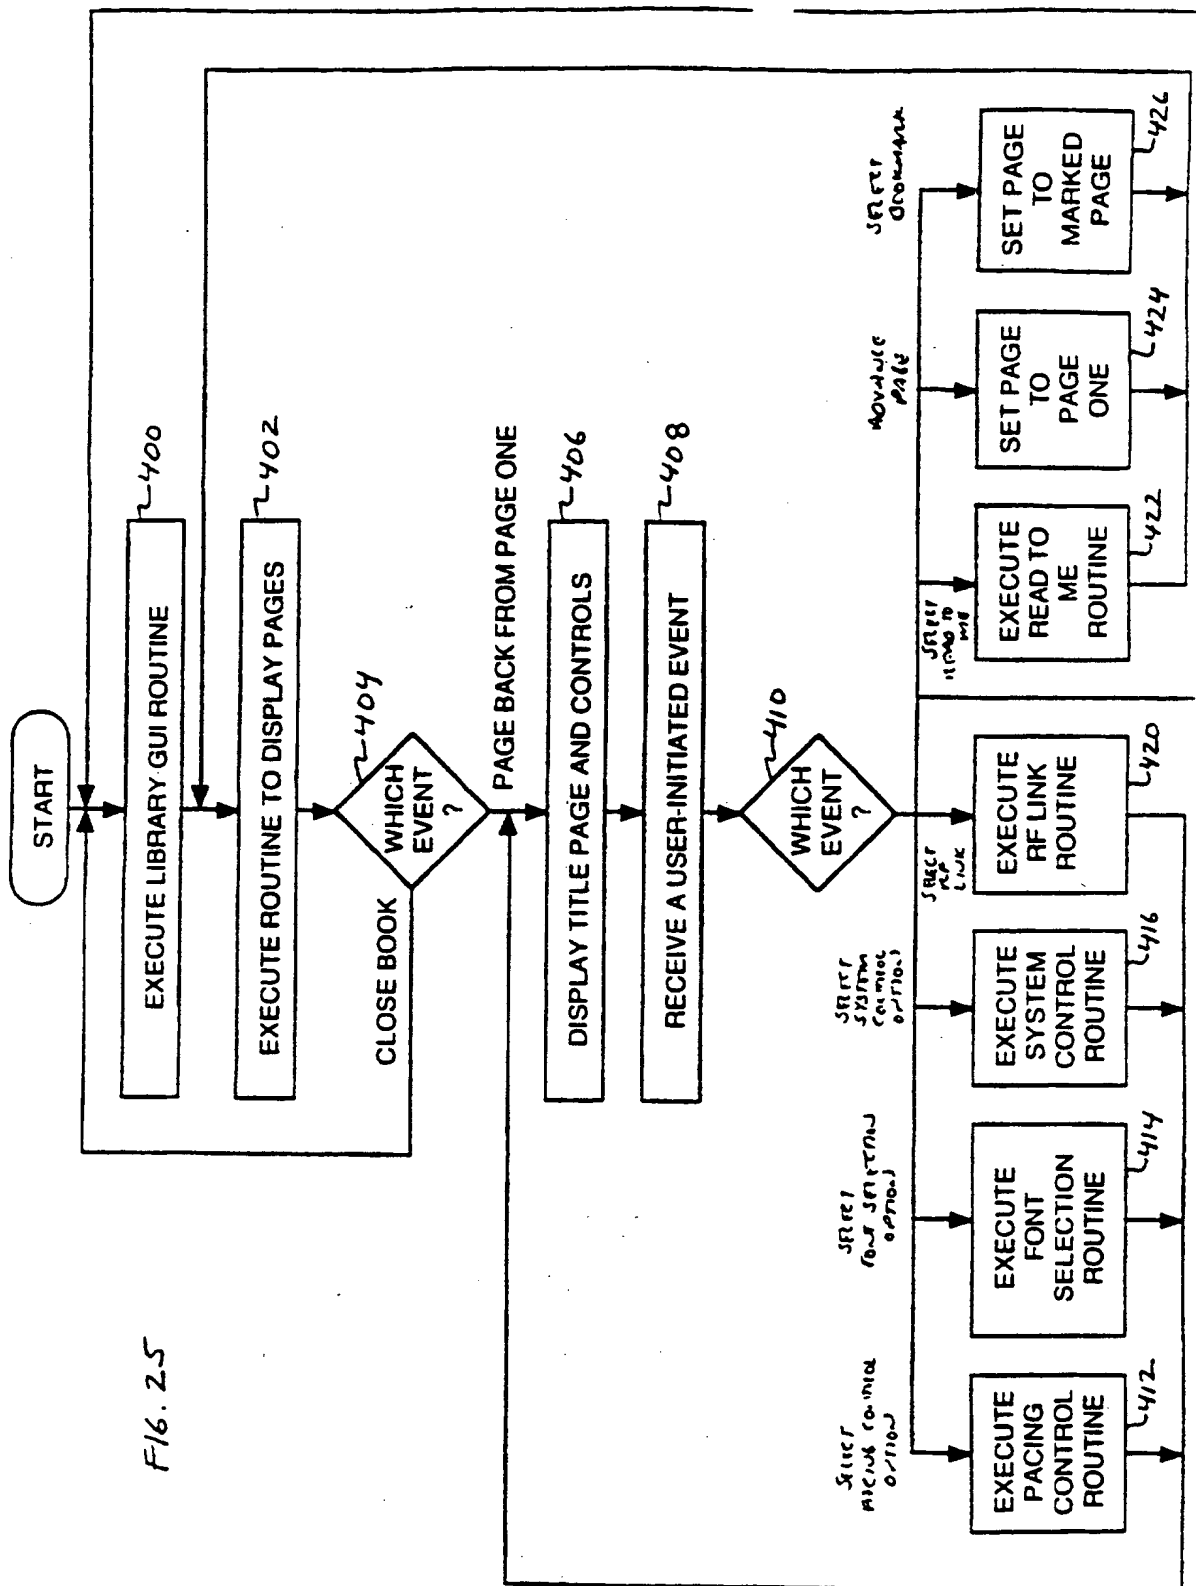 FIG. 25
START
EXECUTE LIBRARY GUI ROUTINE
400
EXECUTE ROUTINE TO DISPLAY PAGES
402
WHICH
EVENT
?
404
CLOSE BOOK
PAGE BACK FROM PAGE ONE
DISPLAY TITLE PAGE AND CONTROLS
406
RECEIVE A USER-INITIATED EVENT
408
WHICH
EVENT
?
410
SELECT
PACING CONTROL
OPTION
EXECUTE
PACING
CONTROL
ROUTINE
412
SELECT
FONT SELECTION
OPTION
EXECUTE
FONT
SELECTION
ROUTINE
414
SELECT
SYSTEM
CONTROL
OPTION
EXECUTE
SYSTEM
CONTROL
ROUTINE
416
SELECT
RF
LINK
EXECUTE
RF LINK
ROUTINE
420
SELECT
READ TO
ME
EXECUTE
READ TO
ME
ROUTINE
422
ADVANCE
PAGE
SET PAGE
TO
PAGE
ONE
424
SELECT
BOOKMARK
SET PAGE
TO
MARKED
PAGE
426